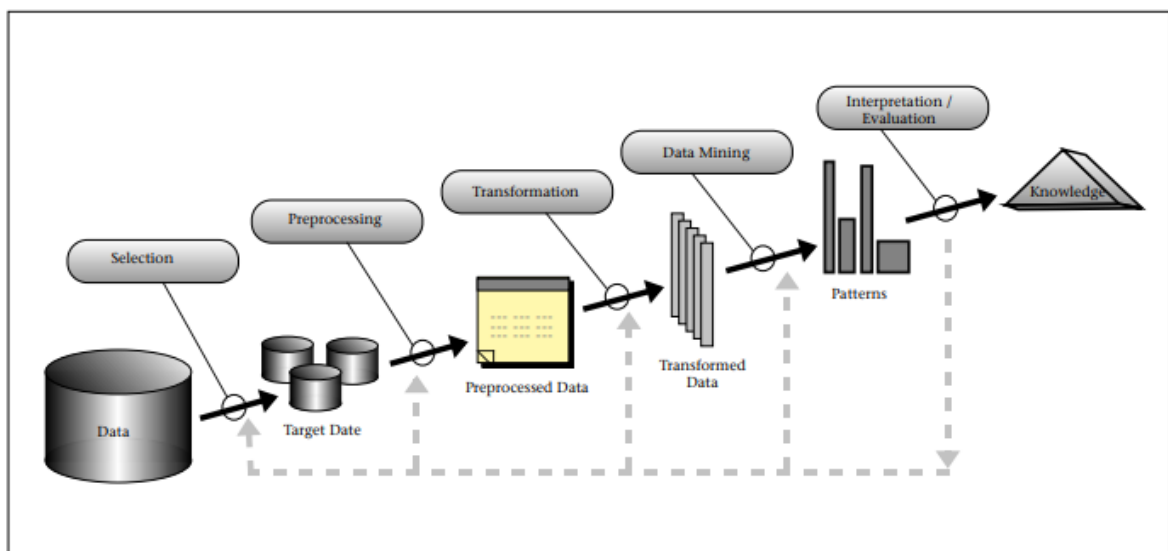 Interpretation /
Evaluation
Data Mining
Transformation
Preprocessing
Selection
Knowledge
Patterns
Transformed
Data
Preprocessed Data
Target Date
Data